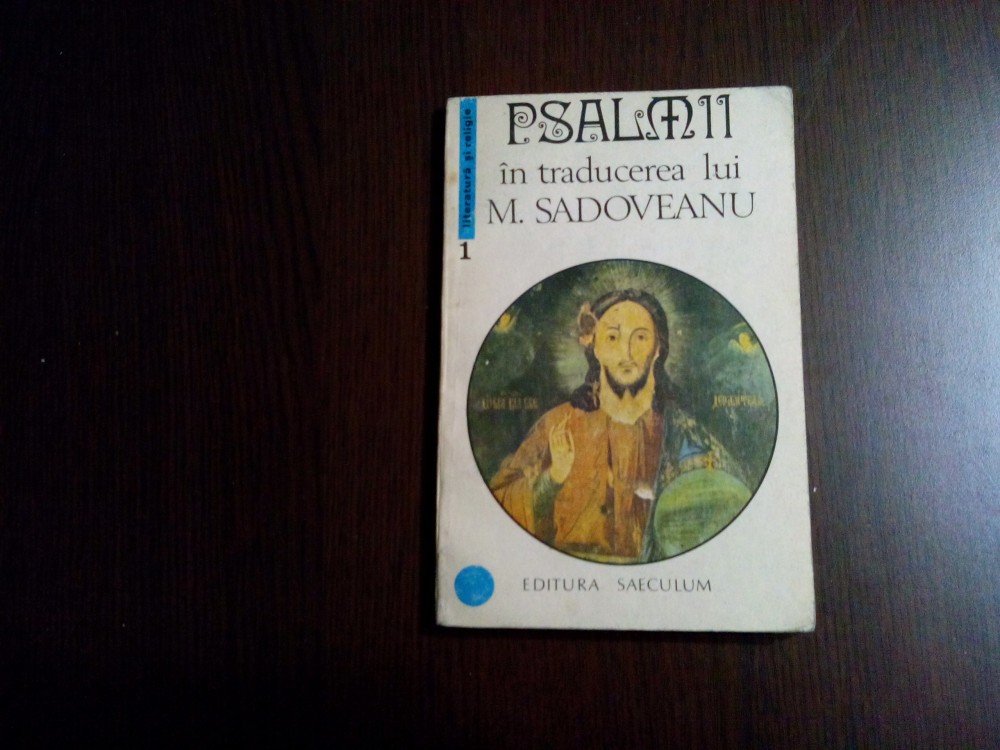 PSALMII
în traducerea lui
M. SADOVEANU
literatură și religie
1
EDITURA SAECULUM